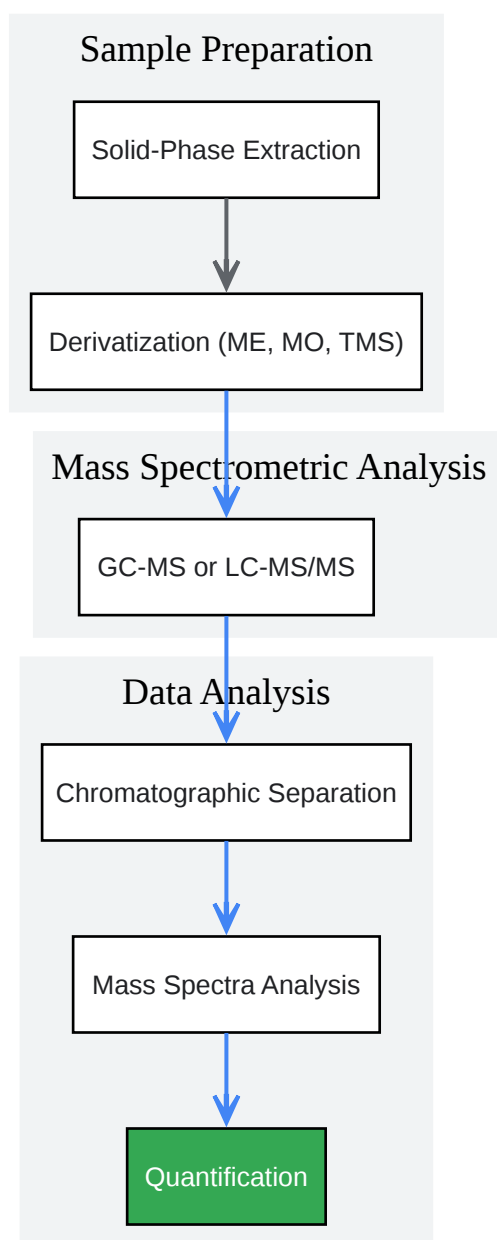 Sample Preparation
Solid-Phase Extraction
Derivatization (ME, MO, TMS)
Mass Spectrometric Analysis
GC-MS or LC-MS/MS
Data Analysis
Chromatographic Separation
Mass Spectra Analysis
Quantification